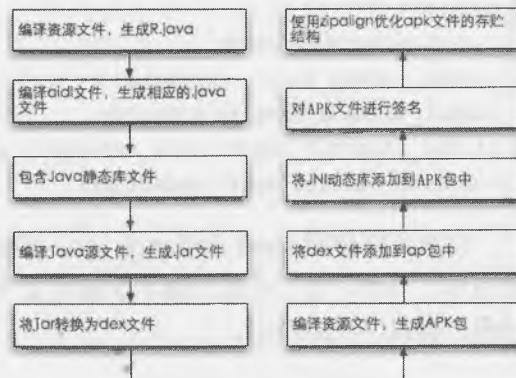 编译资源文件，生成R.java
编译aidl文件，生成相应的.java
文件
包含Java静态库文件
编译Java源文件，生成.jar文件
将Jar转换为dex文件
使用zipalign优化apk文件的存贮
结构
对APK文件进行签名
将JNI动态库添加到APK包中
将dex文件添加到ap包中
编译资源文件，生成APK包